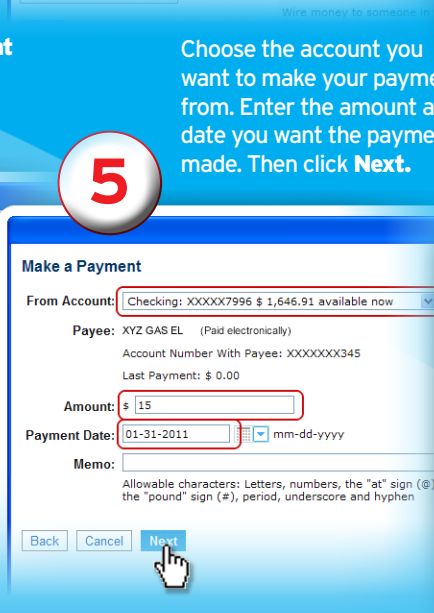 Wire money to someone in
nt
Choose the account you
want to make your payme
from. Enter the amount a
date you want the payme
made. Then click Next.
5
Make a Payment
From Account: Checking: XXXXX7996 $ 1,646.91 available now
Payee: XYZ GAS EL (Paid electronically)
Account Number With Payee: XXXXXXX345
Last Payment: $ 0.00
Amount: $ 15
Payment Date: 01-31-2011 mm-dd-yyyy
Memo:
Allowable characters: Letters, numbers, the "at" sign (@)
the "pound" sign (#), period, underscore and hyphen
Back Cancel Next